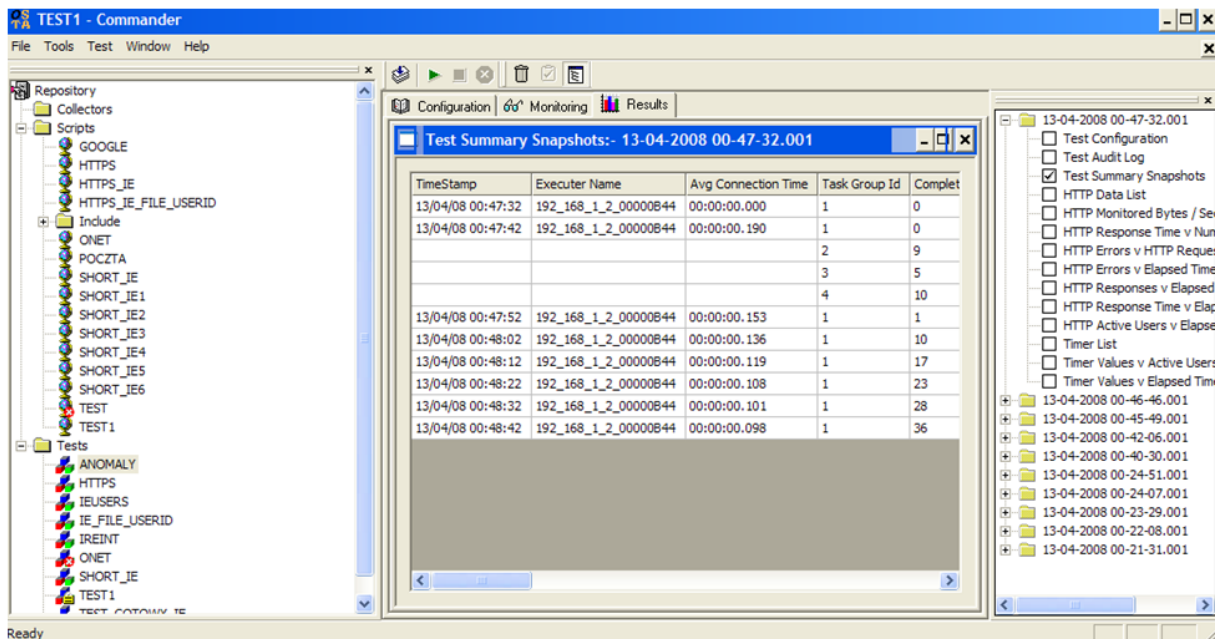 OSTA TEST1 - Commander
File Tools Test Window Help
Repository
Collectors
Scripts
GOOGLE
HTTPS
HTTPS_IE
HTTPS_IE_FILE_USERID
Include
ONET
POCZTA
SHORT_IE
SHORT_IE1
SHORT_IE2
SHORT_IE3
SHORT_IE4
SHORT_IE5
SHORT_IE6
TEST
TEST1
Tests
ANOMALY
HTTPS
IEUSERS
IE_FILE_USERID
IREINT
ONET
SHORT_IE
TEST1
TEST_GOTOWY_IE
Configuration Monitoring Results
Test Summary Snapshots:- 13-04-2008 00-47-32.001
TimeStamp Executer Name Avg Connection Time Task Group Id Complet
13/04/08 00:47:32 192_168_1_2_00000B44 00:00:00.000 1 0
13/04/08 00:47:42 192_168_1_2_00000B44 00:00:00.190 1 0
2 9
3 5
4 10
13/04/08 00:47:52 192_168_1_2_00000B44 00:00:00.153 1 1
13/04/08 00:48:02 192_168_1_2_00000B44 00:00:00.136 1 10
13/04/08 00:48:12 192_168_1_2_00000B44 00:00:00.119 1 17
13/04/08 00:48:22 192_168_1_2_00000B44 00:00:00.108 1 23
13/04/08 00:48:32 192_168_1_2_00000B44 00:00:00.101 1 28
13/04/08 00:48:42 192_168_1_2_00000B44 00:00:00.098 1 36
13-04-2008 00-47-32.001
Test Configuration
Test Audit Log
Test Summary Snapshots
HTTP Data List
HTTP Monitored Bytes / Se
HTTP Response Time v Num
HTTP Errors v HTTP Reques
HTTP Errors v Elapsed Time
HTTP Responses v Elapsed
HTTP Response Time v Elap
HTTP Active Users v Elapse
Timer List
Timer Values v Active Users
Timer Values v Elapsed Tim
13-04-2008 00-46-46.001
13-04-2008 00-45-49.001
13-04-2008 00-42-06.001
13-04-2008 00-40-30.001
13-04-2008 00-24-51.001
13-04-2008 00-24-07.001
13-04-2008 00-23-29.001
13-04-2008 00-22-08.001
13-04-2008 00-21-31.001
Ready